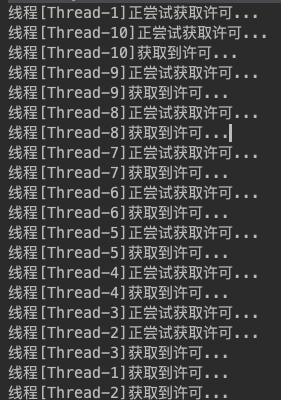 线程[Thread-1]正尝试获取许可...
线程[Thread-10]正尝试获取许可...
线程[Thread-10]获取到许可...
线程[Thread-9]正尝试获取许可...
线程[Thread-9]获取到许可...
线程[Thread-8]正尝试获取许可...
线程[Thread-8]获取到许可...
线程[Thread-7]正尝试获取许可...
线程[Thread-7]获取到许可...
线程[Thread-6]正尝试获取许可...
线程[Thread-6]获取到许可...
线程[Thread-5]正尝试获取许可...
线程[Thread-5]获取到许可...
线程[Thread-4]正尝试获取许可...
线程[Thread-4]获取到许可...
线程[Thread-3]正尝试获取许可...
线程[Thread-2]正尝试获取许可...
线程[Thread-3]获取到许可...
线程[Thread-1]获取到许可...
线程[Thread-2]获取到许可...